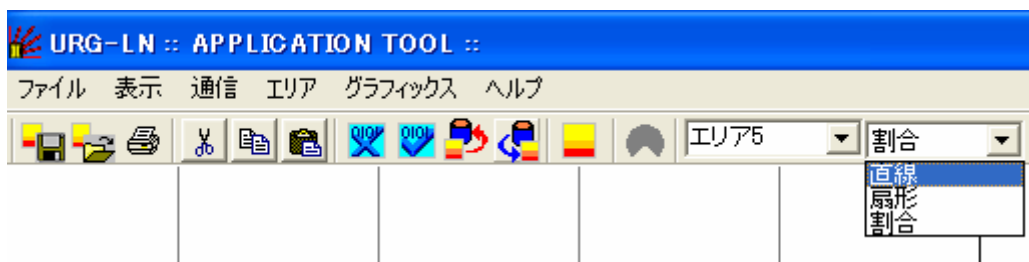 URG-LN :: APPLICATION TOOL ::
ファイル 表示 通信 エリア グラフィックス ヘルプ
エリア5 割合
直線
扇形
割合